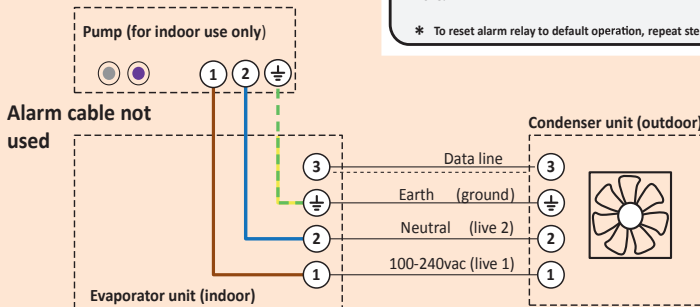 * To reset alarm relay to default operation, repeat ste
Pump (for indoor use only)
1 2
Alarm cable not
used
Condenser unit (outdoor)
3 Data line 3
Earth (ground)
Neutral (live 2)
2 2
100-240vac (live 1)
1 1
Evaporator unit (indoor)